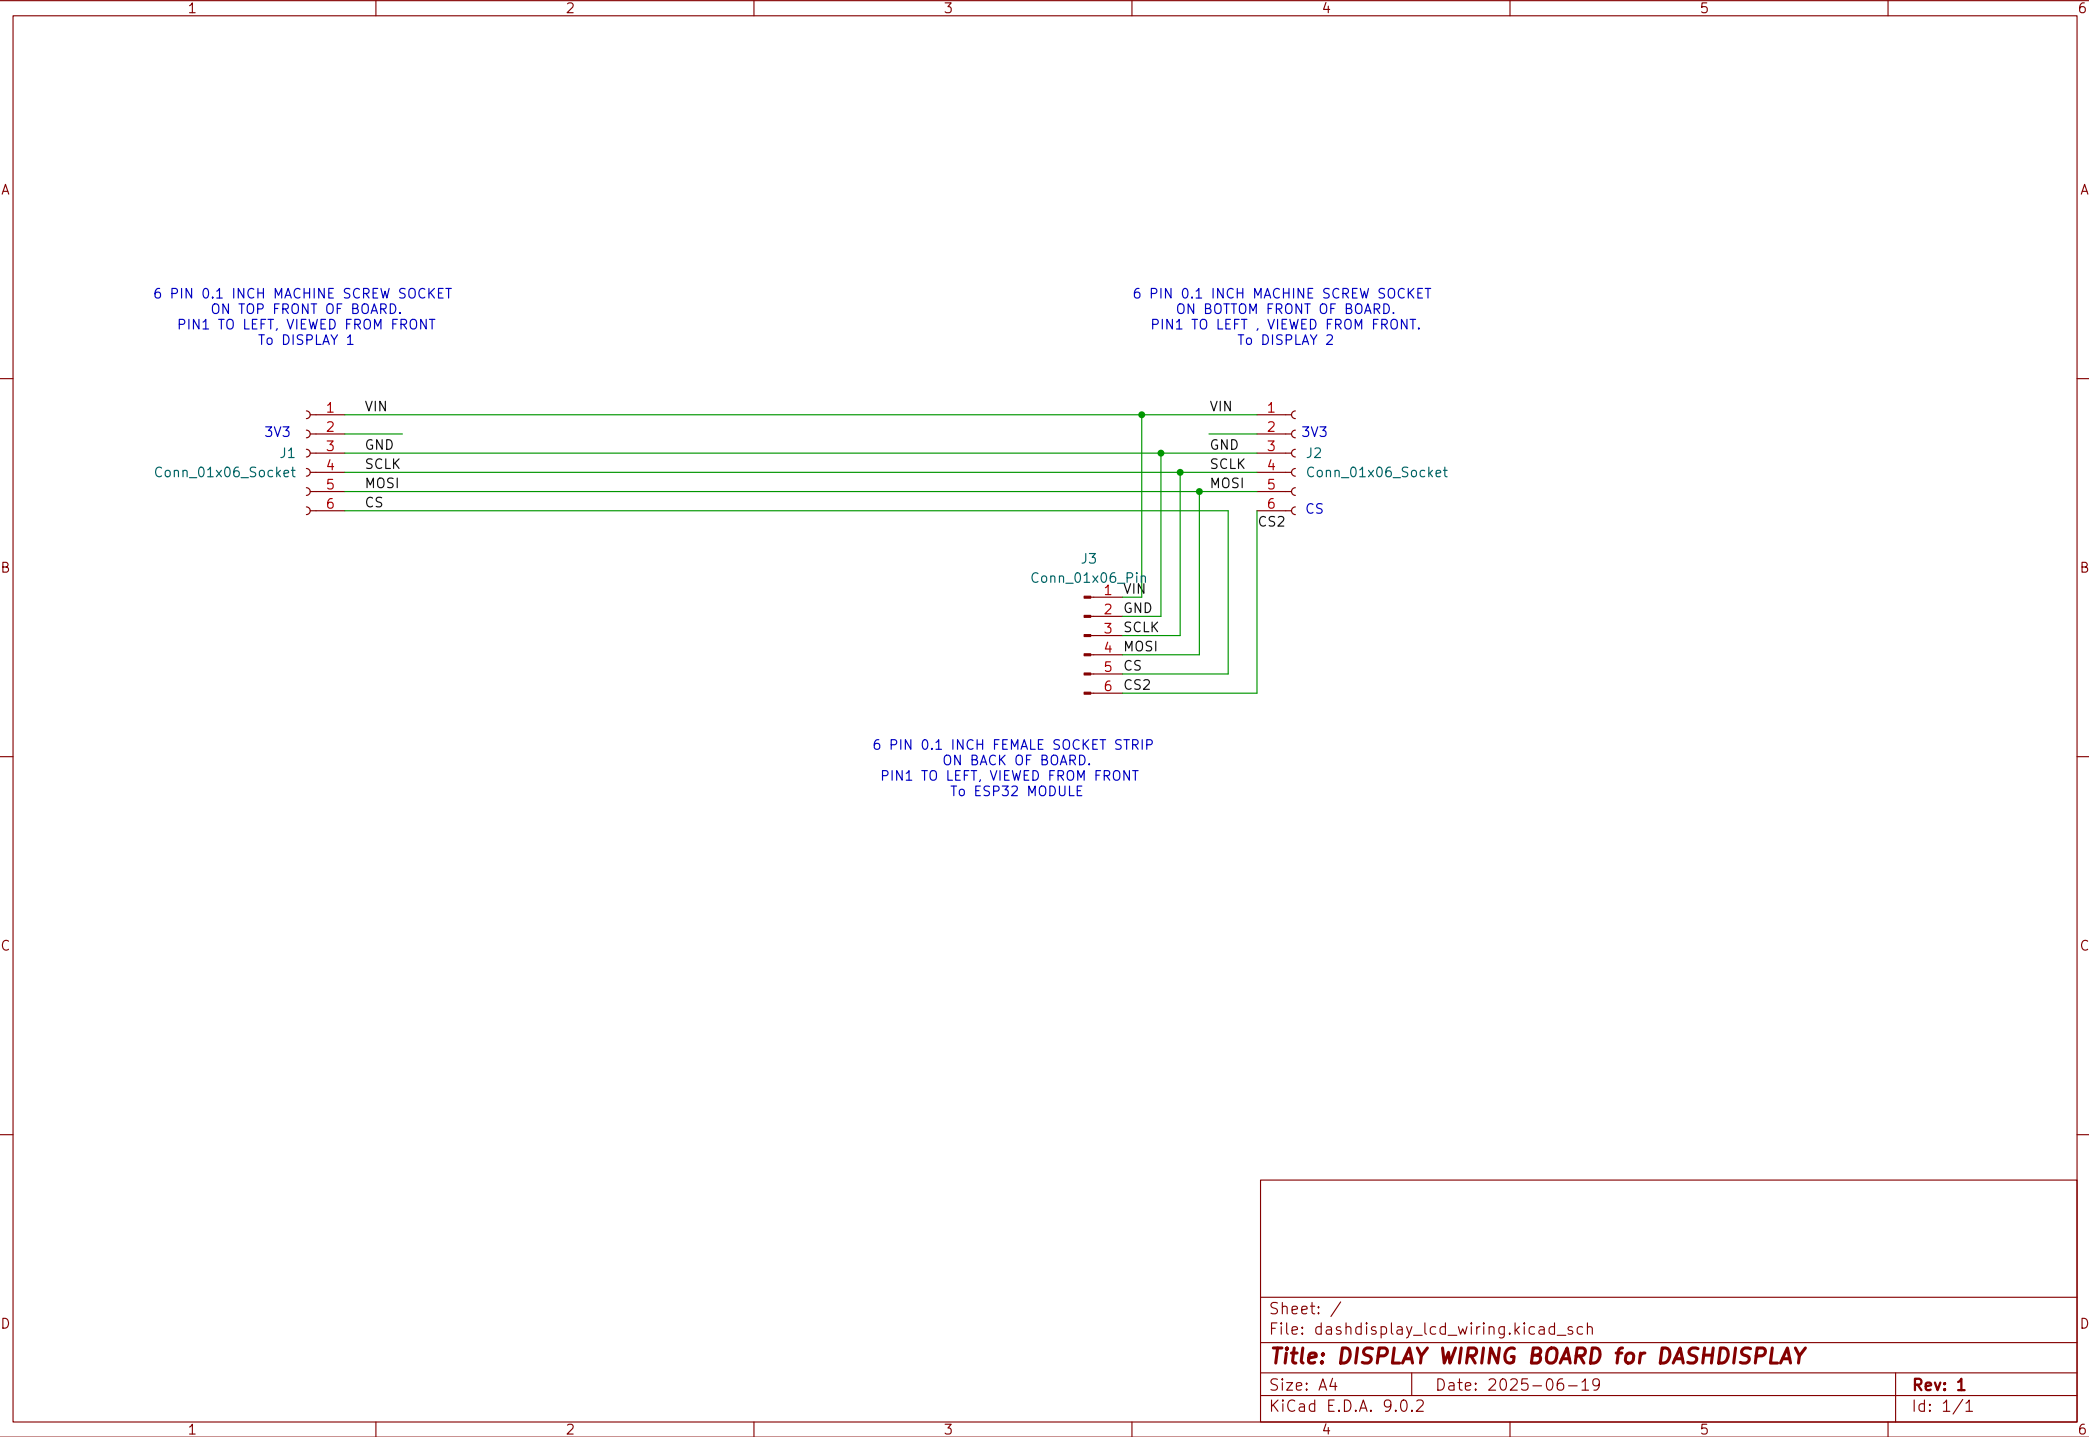 1 2 3 4 5 6
A A
6 PIN 0.1 INCH MACHINE SCREW SOCKET
ON TOP FRONT OF BOARD.
PIN1 TO LEFT, VIEWED FROM FRONT
To DISPLAY 1
6 PIN 0.1 INCH MACHINE SCREW SOCKET
ON BOTTOM FRONT OF BOARD.
PIN1 TO LEFT , VIEWED FROM FRONT.
To DISPLAY 2
1 VIN
3V3 2
J1 3 GND
Conn_01x06_Socket 4 SCLK
5 MOSI
6 CS
VIN 1
2 3V3
GND 3 J2
SCLK 4 Conn_01x06_Socket
MOSI 5
6 CS
CS2
B B
J3
Conn_01x06_Pin
1 VIN
2 GND
3 SCLK
4 MOSI
5 CS
6 CS2
6 PIN 0.1 INCH FEMALE SOCKET STRIP
ON BACK OF BOARD.
PIN1 TO LEFT, VIEWED FROM FRONT
To ESP32 MODULE
C C
D D
Sheet: /
File: dashdisplay_lcd_wiring.kicad_sch
Title: DISPLAY WIRING BOARD for DASHDISPLAY
Size: A4 Date: 2025-06-19 Rev: 1
KiCad E.D.A. 9.0.2 Id: 1/1
1 2 3 4 5 6